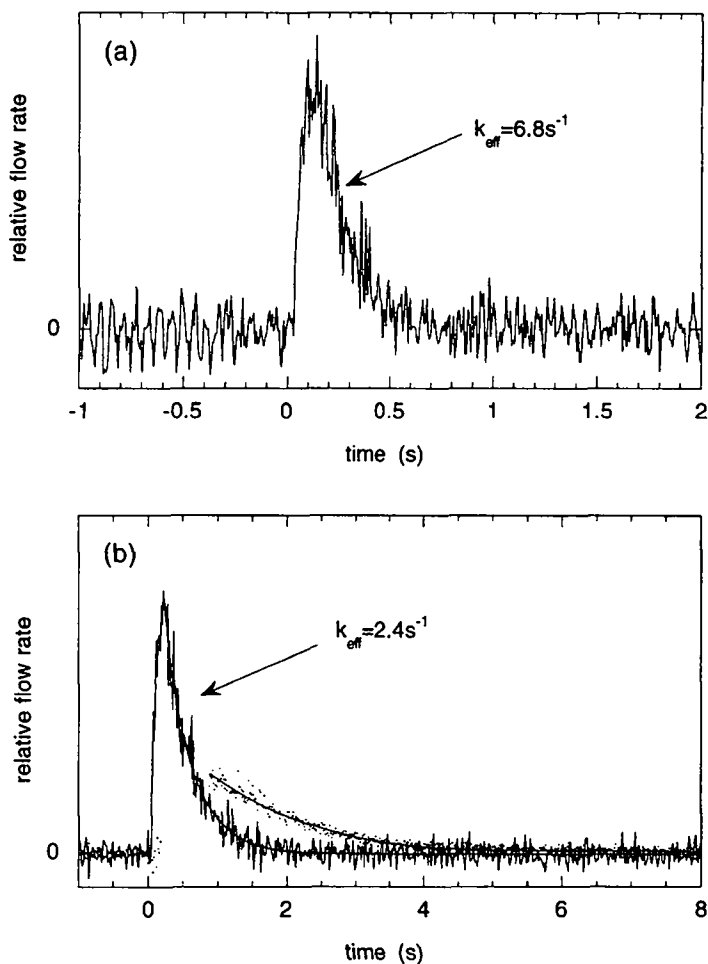 (a)
relative flow rate
k_eff=6.8s⁻¹
0
-1 -0.5 0 0.5 1 1.5 2
time (s)
(b)
relative flow rate
k_eff=2.4s⁻¹
0
0 2 4 6 8
time (s)